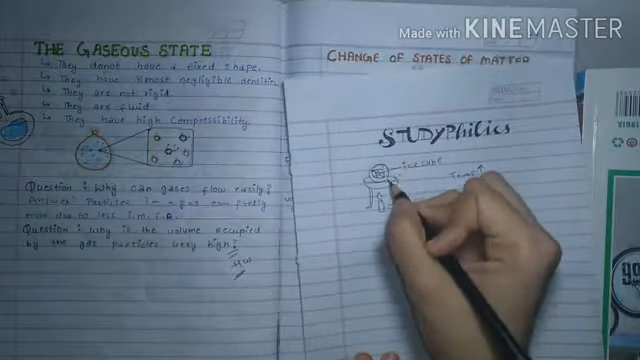 Made with KINEMASTER
THE GASEOUS STATE
They donot have a fixed shape.
They have almost negligible densities
They are not rigid
They are fluid
They have high Compressibility.
Question: Why can gases flow easily?
Answer: Particles in a gas can freely
move due to less i.m.f.A
Question: why is the volume occupied
by the gas particles very high?
H.W
CHANGE OF STATES OF MATTER
STUDYPhilics
ice cube
Temp↑
INDIA
99